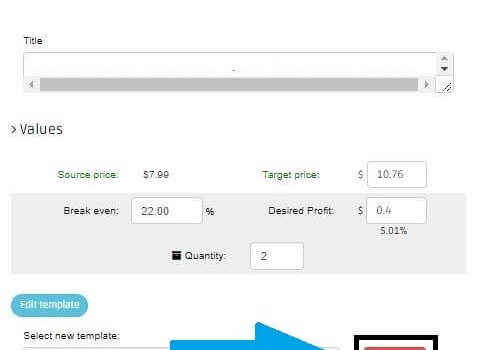 Title
> Values
Source price: $7.99 Target price: $ 10.76
Break even: 22.00 % Desired Profit: $ 0.4
5.01%
Quantity: 2
Edit template
Select new template: